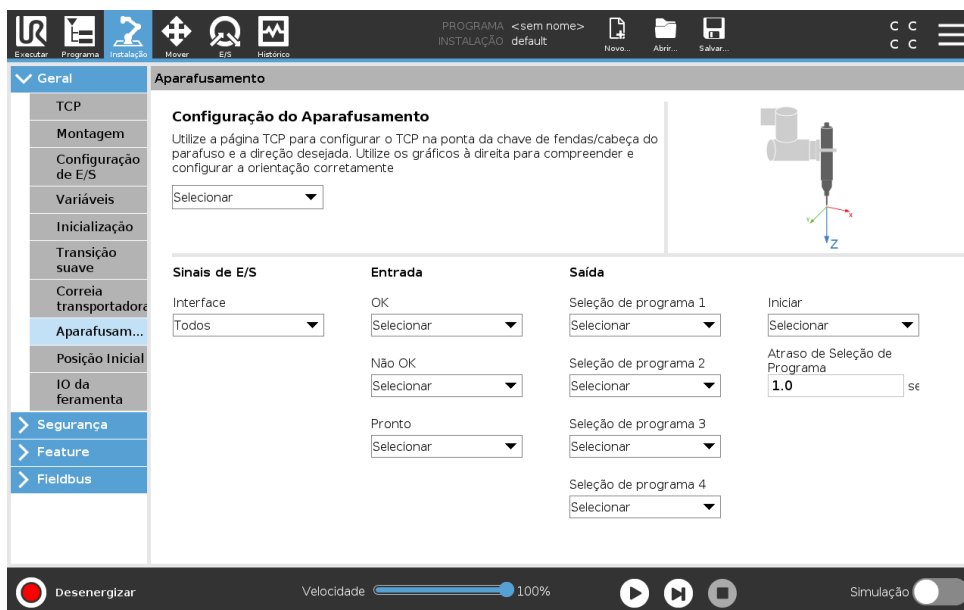 PROGRAMA <sem nome>
INSTALAÇÃO default
Executar Programa Instalação Mover E/S Histórico Novo... Abrir... Salvar...
C C
C C
Geral
TCP
Montagem
Configuração
de E/S
Variáveis
Inicialização
Transição
suave
Correia
transportadora
Aparafusam...
Posição Inicial
IO da
feramenta
Segurança
Feature
Fieldbus
Aparafusamento
Configuração do Aparafusamento
Utilize a página TCP para configurar o TCP na ponta da chave de fendas/cabeça do
parafuso e a direção desejada. Utilize os gráficos à direita para compreender e
configurar a orientação corretamente
Selecionar
Y X
Z
Sinais de E/S Entrada Saída
Interface OK Seleção de programa 1 Iniciar
Todos Selecionar Selecionar Selecionar
Não OK Seleção de programa 2 Atraso de Seleção de
Programa
Selecionar Selecionar 1.0 se
Pronto Seleção de programa 3
Selecionar Selecionar
Seleção de programa 4
Selecionar
Desenergizar Velocidade 100% Simulação